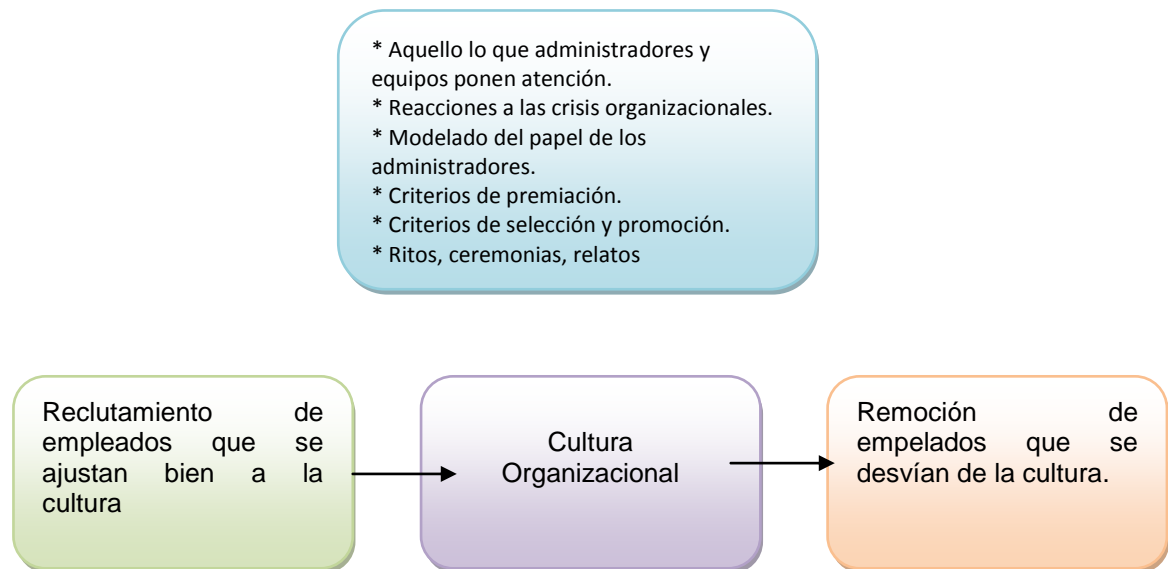 * Aquello lo que administradores y
equipos ponen atención.
* Reacciones a las crisis organizacionales.
* Modelado del papel de los
administradores.
* Criterios de premiación.
* Criterios de selección y promoción.
* Ritos, ceremonias, relatos
Reclutamiento de
empleados que se
ajustan bien a la
cultura
Cultura
Organizacional
Remoción de
empelados que se
desvían de la cultura.